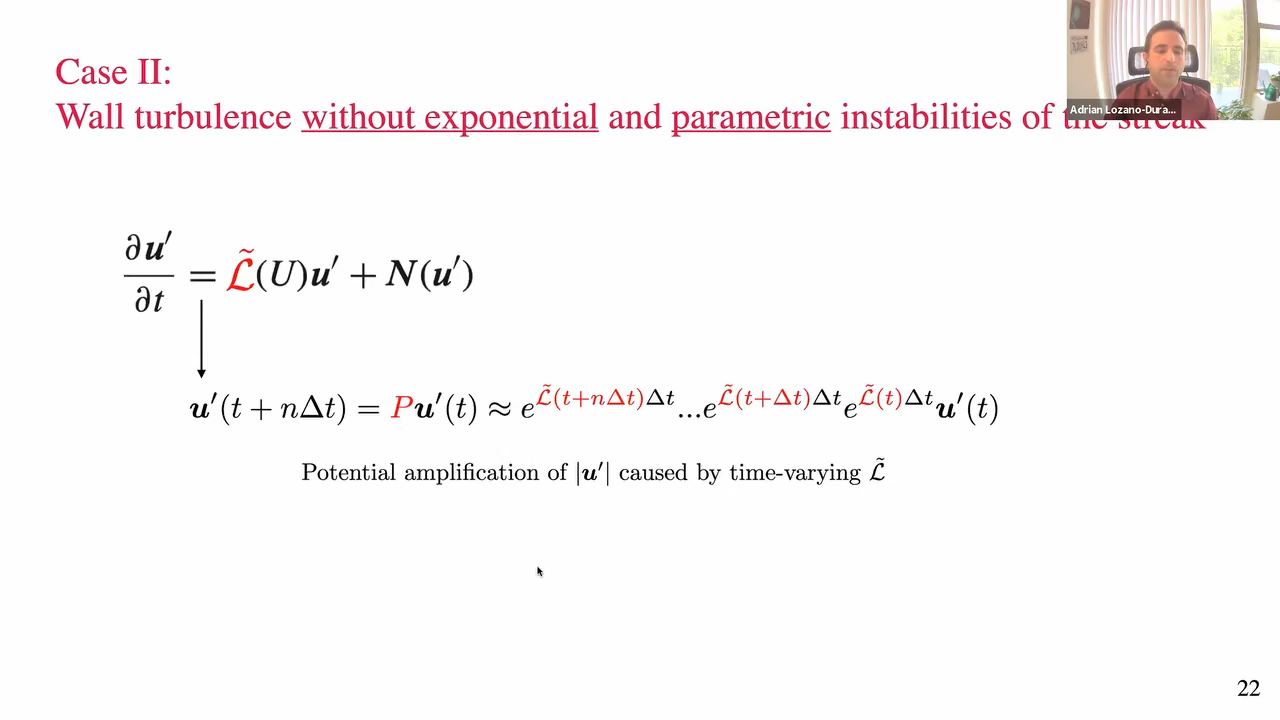 Case II:
Wall turbulence without exponential and parametric instabilities of the streak
Adrian Lozano-Dura...
∂u′/∂t = ℒ̃(U)u′ + N(u′)
u′(t + nΔt) = Pu′(t) ≈ e^{ℒ̃(t+nΔt)Δt}...e^{ℒ̃(t+Δt)Δt}e^{ℒ̃(t)Δt}u′(t)
Potential amplification of |u′| caused by time-varying ℒ̃
22